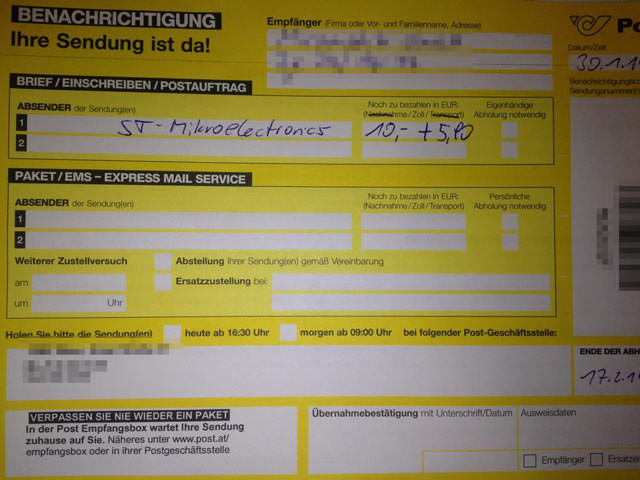 BENACHRICHTIGUNG
Ihre Sendung ist da!
Empfänger (Firma oder Vor- und Familienname, Adresse)
Po
Datum/Zeit
30.1.1
Benachrichtigungs
Sendungsnummer/n
BRIEF / EINSCHREIBEN / POSTAUFTRAG
ABSENDER der Sendung(en)
Noch zu bezahlen in EUR:
(Nachnahme / Zoll / Transport)
Eigenhändige
Abholung notwendig
1 ST-Mikroelectronics 10,- + 5,90
2
PAKET / EMS – EXPRESS MAIL SERVICE
ABSENDER der Sendung(en)
Noch zu bezahlen in EUR:
(Nachnahme / Zoll / Transport)
Persönliche
Abholung notwendig
1
2
Weiterer Zustellversuch
Abstellung Ihrer Sendung(en) gemäß Vereinbarung
am
Ersatzzustellung bei:
um Uhr
Holen Sie bitte die Sendung(en) heute ab 16:30 Uhr morgen ab 09:00 Uhr bei folgender Post-Geschäftsstelle:
ENDE DER ABH
17.2.1
VERPASSEN SIE NIE WIEDER EIN PAKET
In der Post Empfangsbox wartet Ihre Sendung
zuhause auf Sie. Näheres unter www.post.at/
empfangsbox oder in ihrer Postgeschäftsstelle
Übernahmebestätigung mit Unterschrift/Datum
Ausweisdaten
Empfänger Ersatze